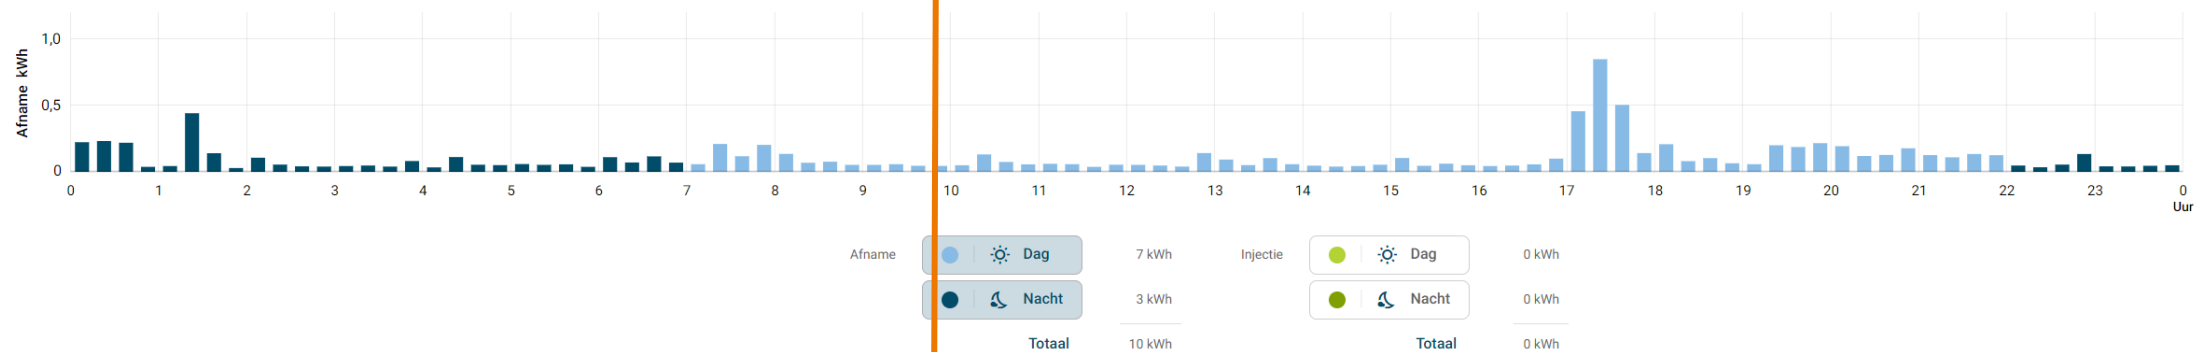 Afname kWh
1,0
0,5
0
0 1 2 3 4 5 6 7 8 9 10 11 12 13 14 15 16 17 18 19 20 21 22 23 0
Uur
Afname Dag 7 kWh Injectie Dag 0 kWh
Nacht 3 kWh Nacht 0 kWh
Totaal 10 kWh Totaal 0 kWh